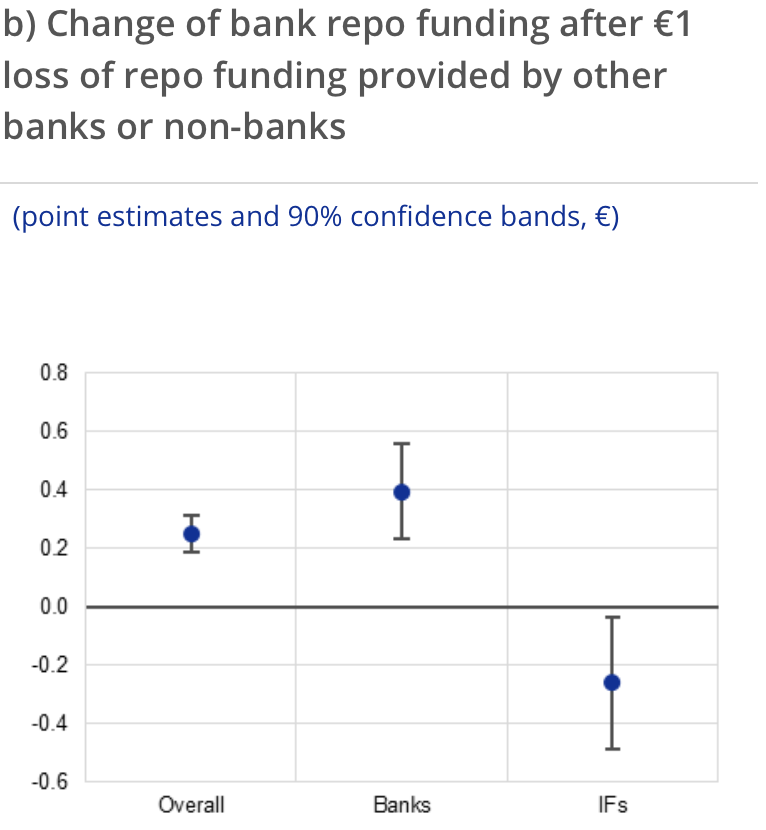 b) Change of bank repo funding after €1
loss of repo funding provided by other
banks or non-banks
(point estimates and 90% confidence bands, €)
0.8
0.6
0.4
0.2
0.0
-0.2
-0.4
-0.6
Overall
Banks
IFs